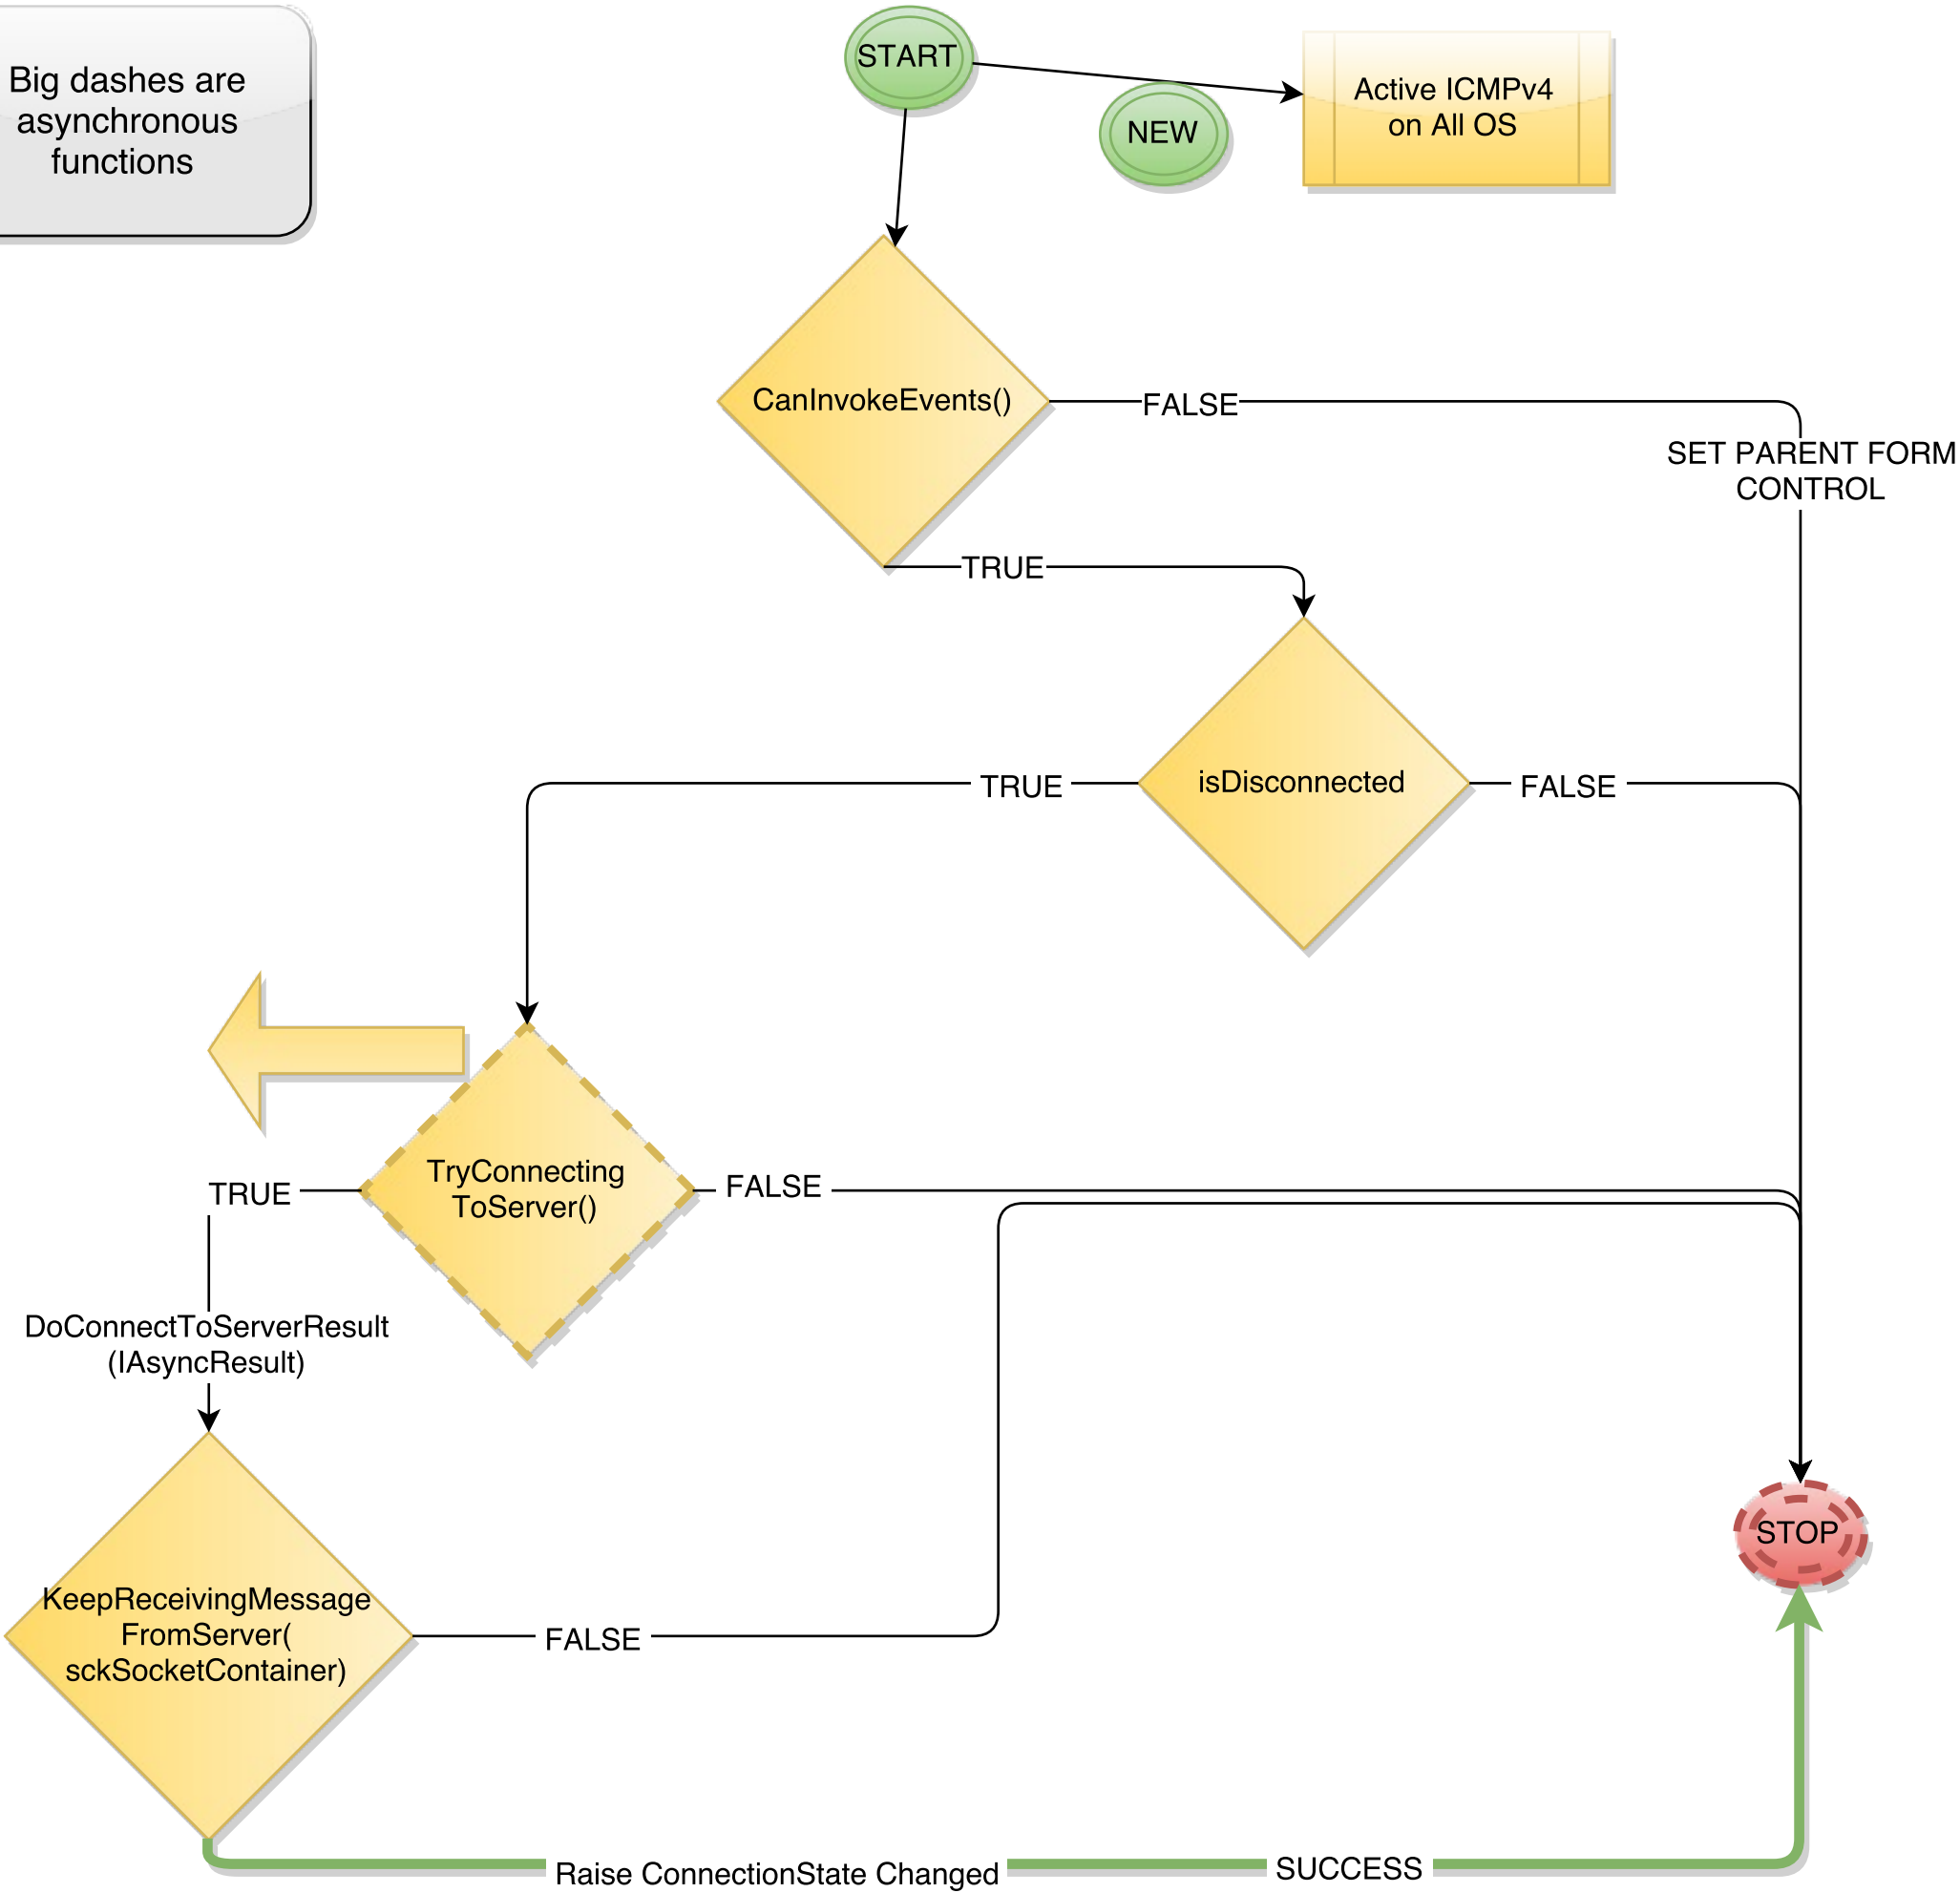 Big dashes are
asynchronous
functions
START
NEW
Active ICMPv4
on All OS
CanInvokeEvents()
FALSE
SET PARENT FORM
CONTROL
TRUE
isDisconnected
TRUE
FALSE
TryConnecting
ToServer()
TRUE
FALSE
DoConnectToServerResult
(IAsyncResult)
KeepReceivingMessage
FromServer(
sckSocketContainer)
FALSE
STOP
Raise ConnectionState Changed
SUCCESS